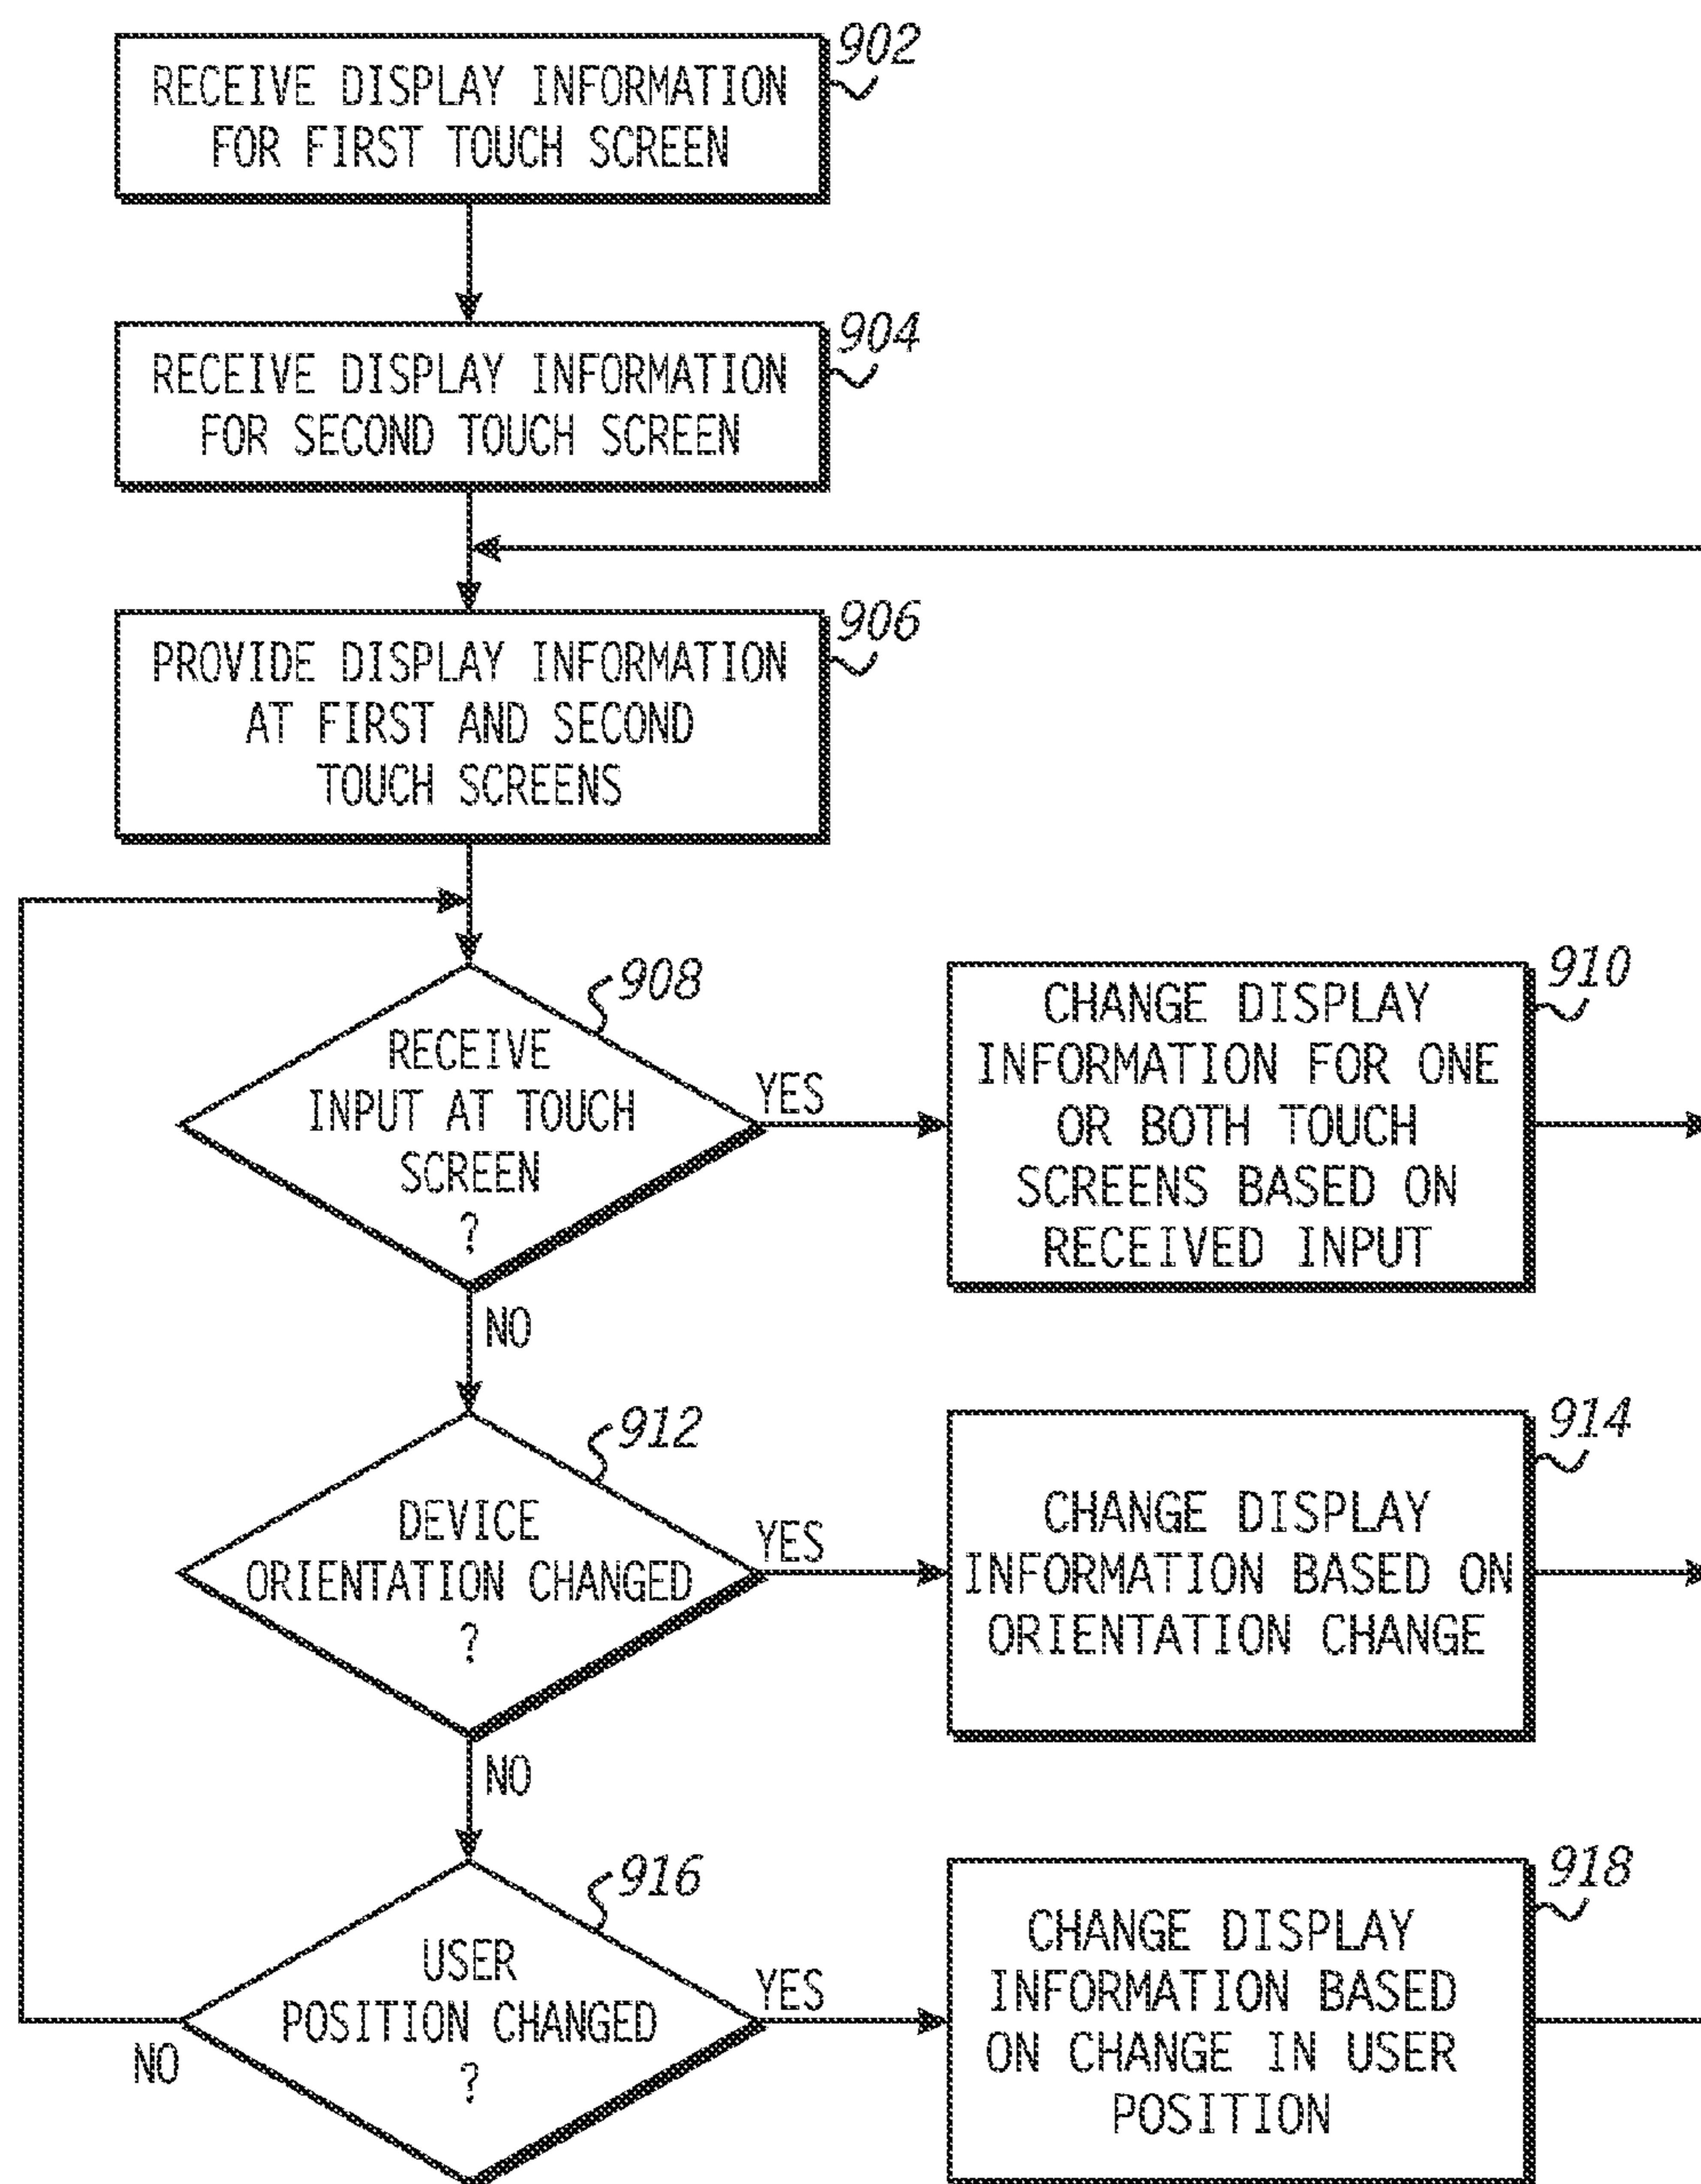 902
RECEIVE DISPLAY INFORMATION
FOR FIRST TOUCH SCREEN
904
RECEIVE DISPLAY INFORMATION
FOR SECOND TOUCH SCREEN
906
PROVIDE DISPLAY INFORMATION
AT FIRST AND SECOND
TOUCH SCREENS
908
RECEIVE
INPUT AT TOUCH
SCREEN
?
YES
NO
910
CHANGE DISPLAY
INFORMATION FOR ONE
OR BOTH TOUCH
SCREENS BASED ON
RECEIVED INPUT
912
DEVICE
ORIENTATION CHANGED
?
YES
NO
914
CHANGE DISPLAY
INFORMATION BASED ON
ORIENTATION CHANGE
916
USER
POSITION CHANGED
?
YES
NO
918
CHANGE DISPLAY
INFORMATION BASED
ON CHANGE IN USER
POSITION